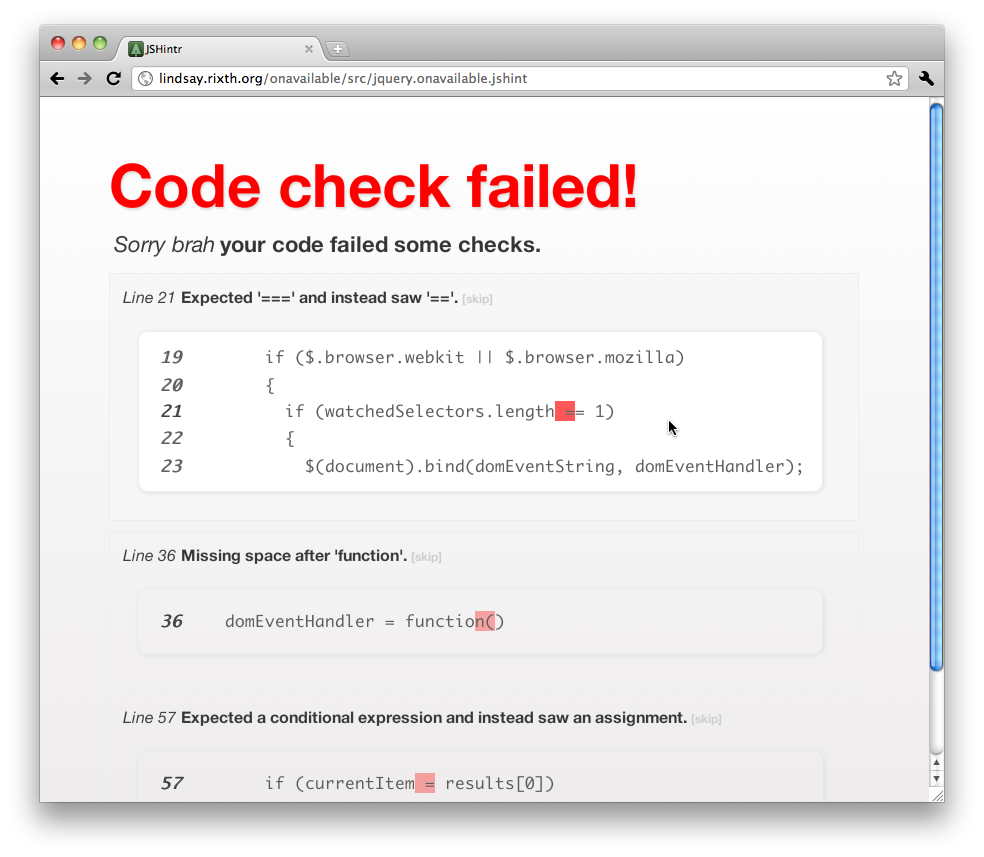 JSHintr
lindsay.rixth.org/onavailable/src/jquery.onavailable.jshint
Code check failed!
Sorry brah your code failed some checks.
Line 21 Expected '===' and instead saw '=='. [skip]
19 if ($.browser.webkit || $.browser.mozilla)
20 {
21 if (watchedSelectors.length == 1)
22 {
23 $(document).bind(domEventString, domEventHandler);
Line 36 Missing space after 'function'. [skip]
36 domEventHandler = function()
Line 57 Expected a conditional expression and instead saw an assignment. [skip]
57 if (currentItem = results[0])